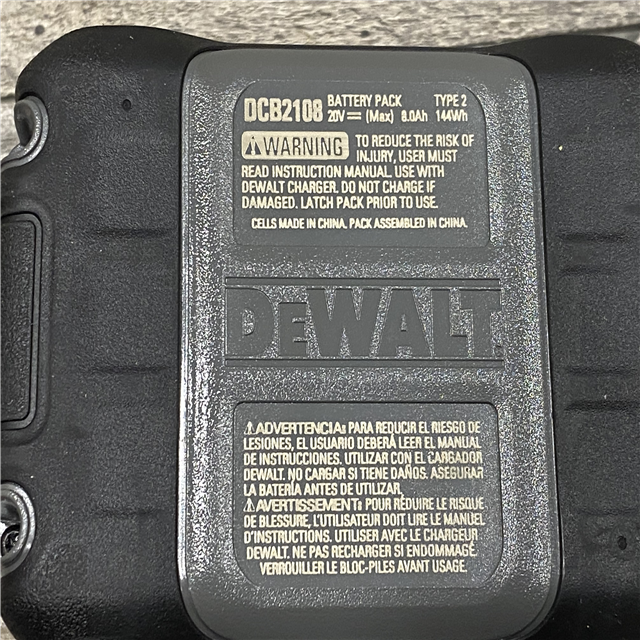 DCB2108 BATTERY PACK TYPE 2
20V ⎓ (Max) 8.0Ah 144Wh
⚠WARNING TO REDUCE THE RISK OF
INJURY, USER MUST
READ INSTRUCTION MANUAL. USE WITH
DEWALT CHARGER. DO NOT CHARGE IF
DAMAGED. LATCH PACK PRIOR TO USE.
CELLS MADE IN CHINA. PACK ASSEMBLED IN CHINA.
DEWALT
⚠ADVERTENCIA: PARA REDUCIR EL RIESGO DE
LESIONES, EL USUARIO DEBERÁ LEER EL MANUAL
DE INSTRUCCIONES. UTILIZAR CON EL CARGADOR
DEWALT. NO CARGAR SI TIENE DAÑOS. ASEGURAR
LA BATERÍA ANTES DE UTILIZAR.
⚠AVERTISSEMENT: POUR RÉDUIRE LE RISQUE
DE BLESSURE, L'UTILISATEUR DOIT LIRE LE MANUEL
D'INSTRUCTIONS. UTILISER AVEC LE CHARGEUR
DEWALT. NE PAS RECHARGER SI ENDOMMAGÉ.
VERROUILLER LE BLOC-PILES AVANT USAGE.